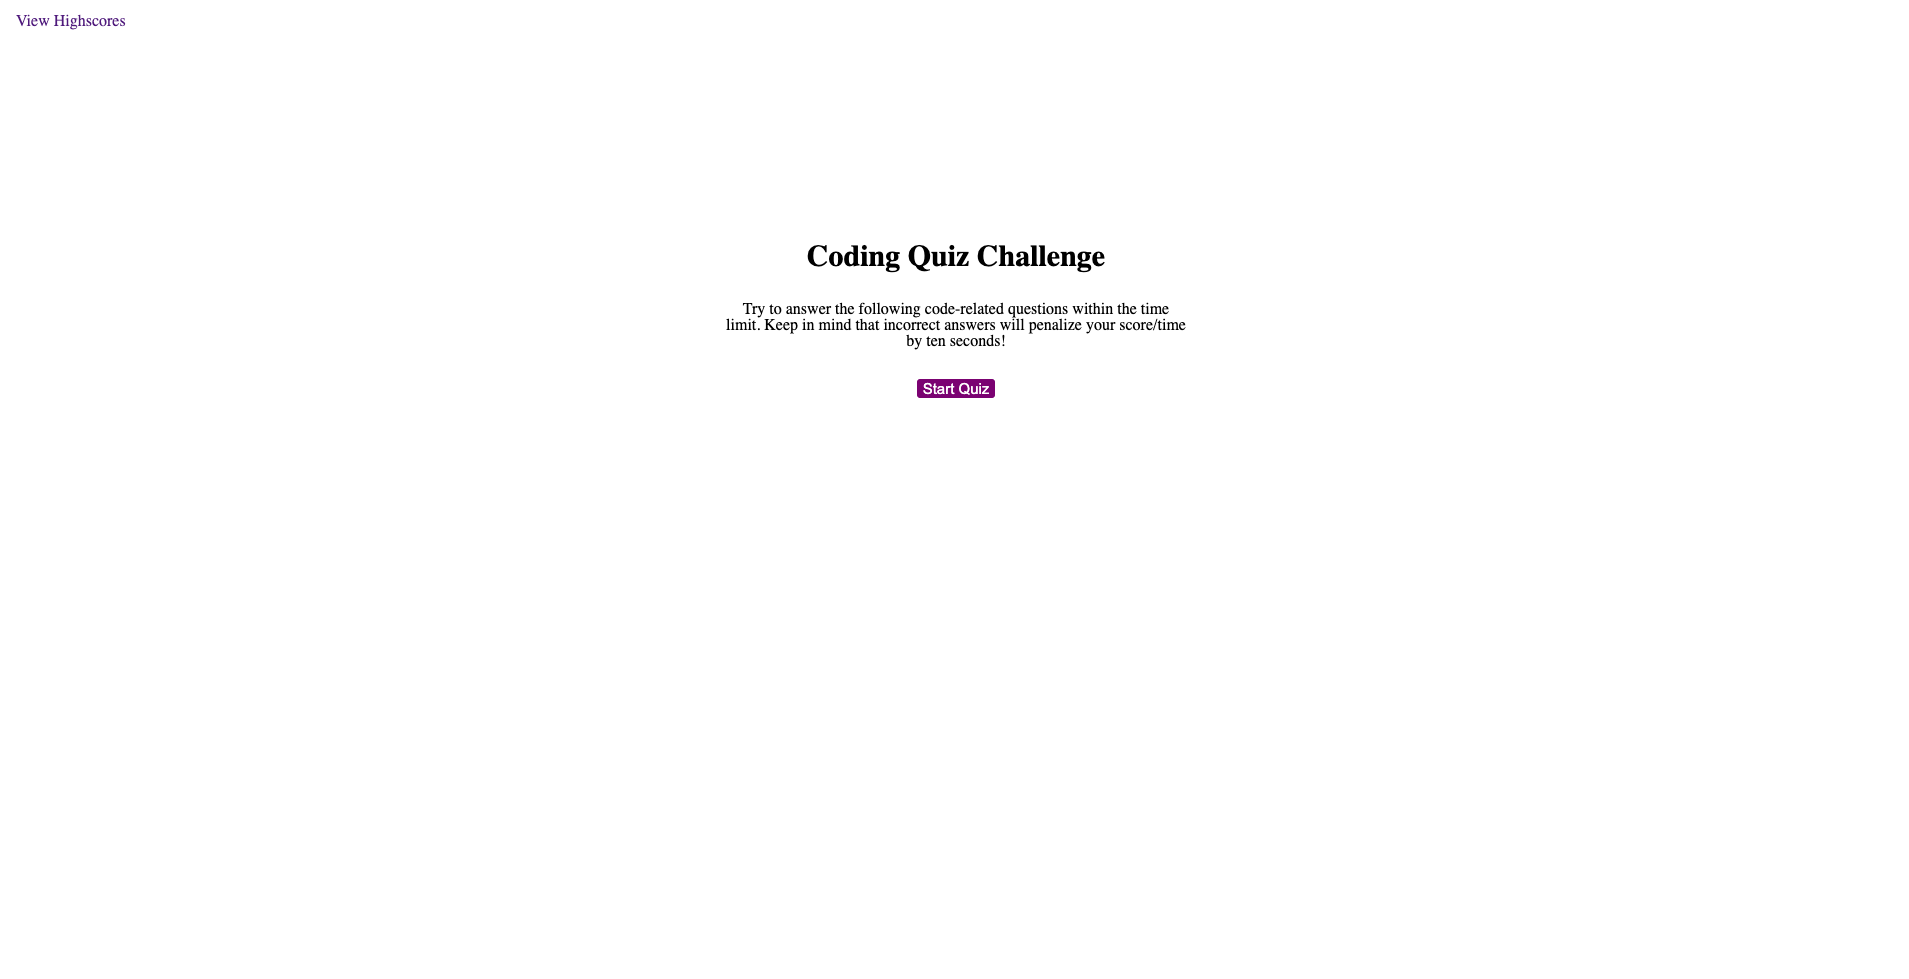 View Highscores
Coding Quiz Challenge
Try to answer the following code-related questions within the time
limit. Keep in mind that incorrect answers will penalize your score/time
by ten seconds!
Start Quiz